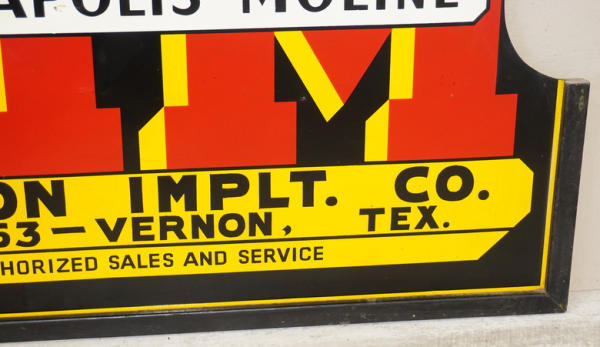 APOLIS MOLINE
M
ON IMPLT. CO.
53 — VERNON, TEX.
HORIZED SALES AND SERVICE